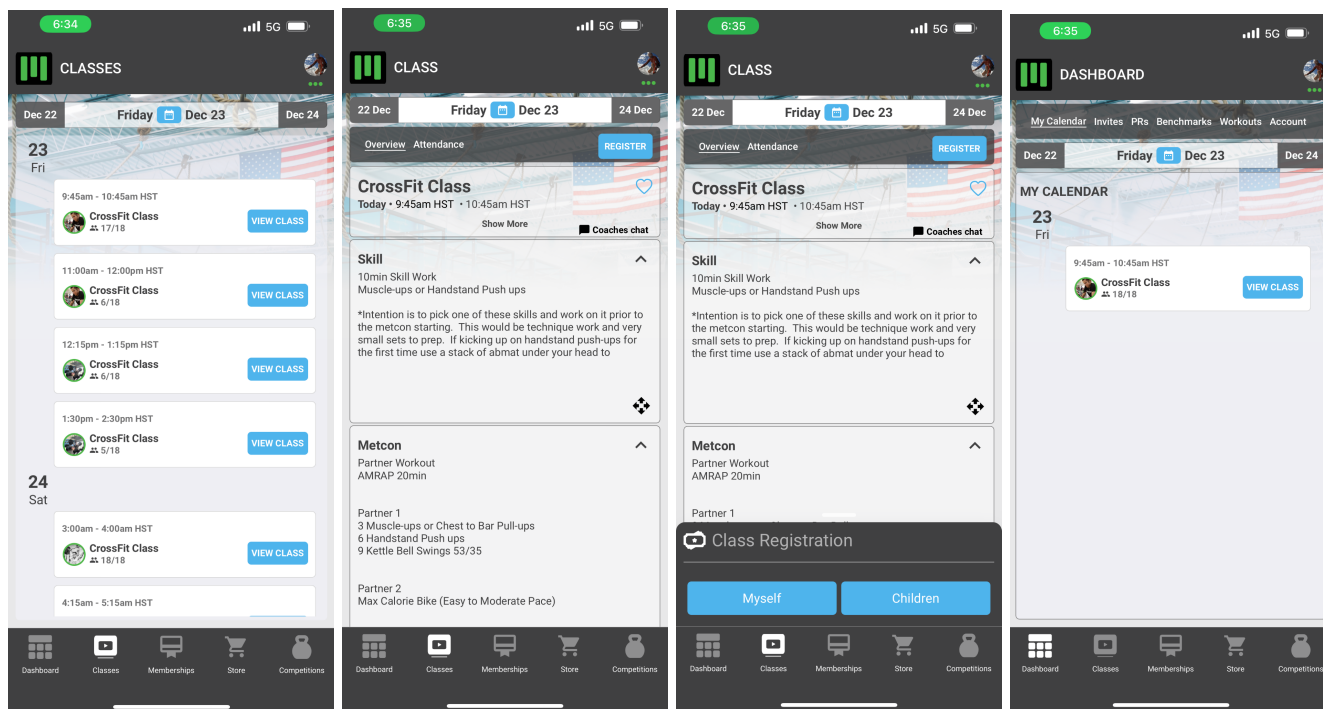 6:34
5G
CLASSES
Dec 22
Friday
Dec 23
Dec 24
23
Fri
9:45am - 10:45am HST
CrossFit Class
17/18
VIEW CLASS
11:00am - 12:00pm HST
CrossFit Class
6/18
VIEW CLASS
12:15pm - 1:15pm HST
CrossFit Class
6/18
VIEW CLASS
1:30pm - 2:30pm HST
CrossFit Class
5/18
VIEW CLASS
24
Sat
3:00am - 4:00am HST
CrossFit Class
18/18
VIEW CLASS
4:15am - 5:15am HST
Dashboard
Classes
Memberships
Store
Competitions
6:35
5G
CLASS
22 Dec
Friday
Dec 23
24 Dec
Overview
Attendance
REGISTER
CrossFit Class
Today • 9:45am HST • 10:45am HST
Show More
Coaches chat
Skill
10min Skill Work
Muscle-ups or Handstand Push ups
*Intention is to pick one of these skills and work on it prior to
the metcon starting. This would be technique work and very
small sets to prep. If kicking up on handstand push-ups for
the first time use a stack of abmat under your head to
Metcon
Partner Workout
AMRAP 20min
Partner 1
3 Muscle-ups or Chest to Bar Pull-ups
6 Handstand Push ups
9 Kettle Bell Swings 53/35
Partner 2
Max Calorie Bike (Easy to Moderate Pace)
Dashboard
Classes
Memberships
Store
Competitions
6:35
5G
CLASS
22 Dec
Friday
Dec 23
24 Dec
Overview
Attendance
REGISTER
CrossFit Class
Today • 9:45am HST • 10:45am HST
Show More
Coaches chat
Skill
10min Skill Work
Muscle-ups or Handstand Push ups
*Intention is to pick one of these skills and work on it prior to
the metcon starting. This would be technique work and very
small sets to prep. If kicking up on handstand push-ups for
the first time use a stack of abmat under your head to
Metcon
Partner Workout
AMRAP 20min
Partner 1
Class Registration
Myself
Children
Dashboard
Classes
Memberships
Store
Competitions
6:35
5G
DASHBOARD
My Calendar
Invites
PRs
Benchmarks
Workouts
Account
Dec 22
Friday
Dec 23
Dec 24
MY CALENDAR
23
Fri
9:45am - 10:45am HST
CrossFit Class
18/18
VIEW CLASS
Dashboard
Classes
Memberships
Store
Competitions